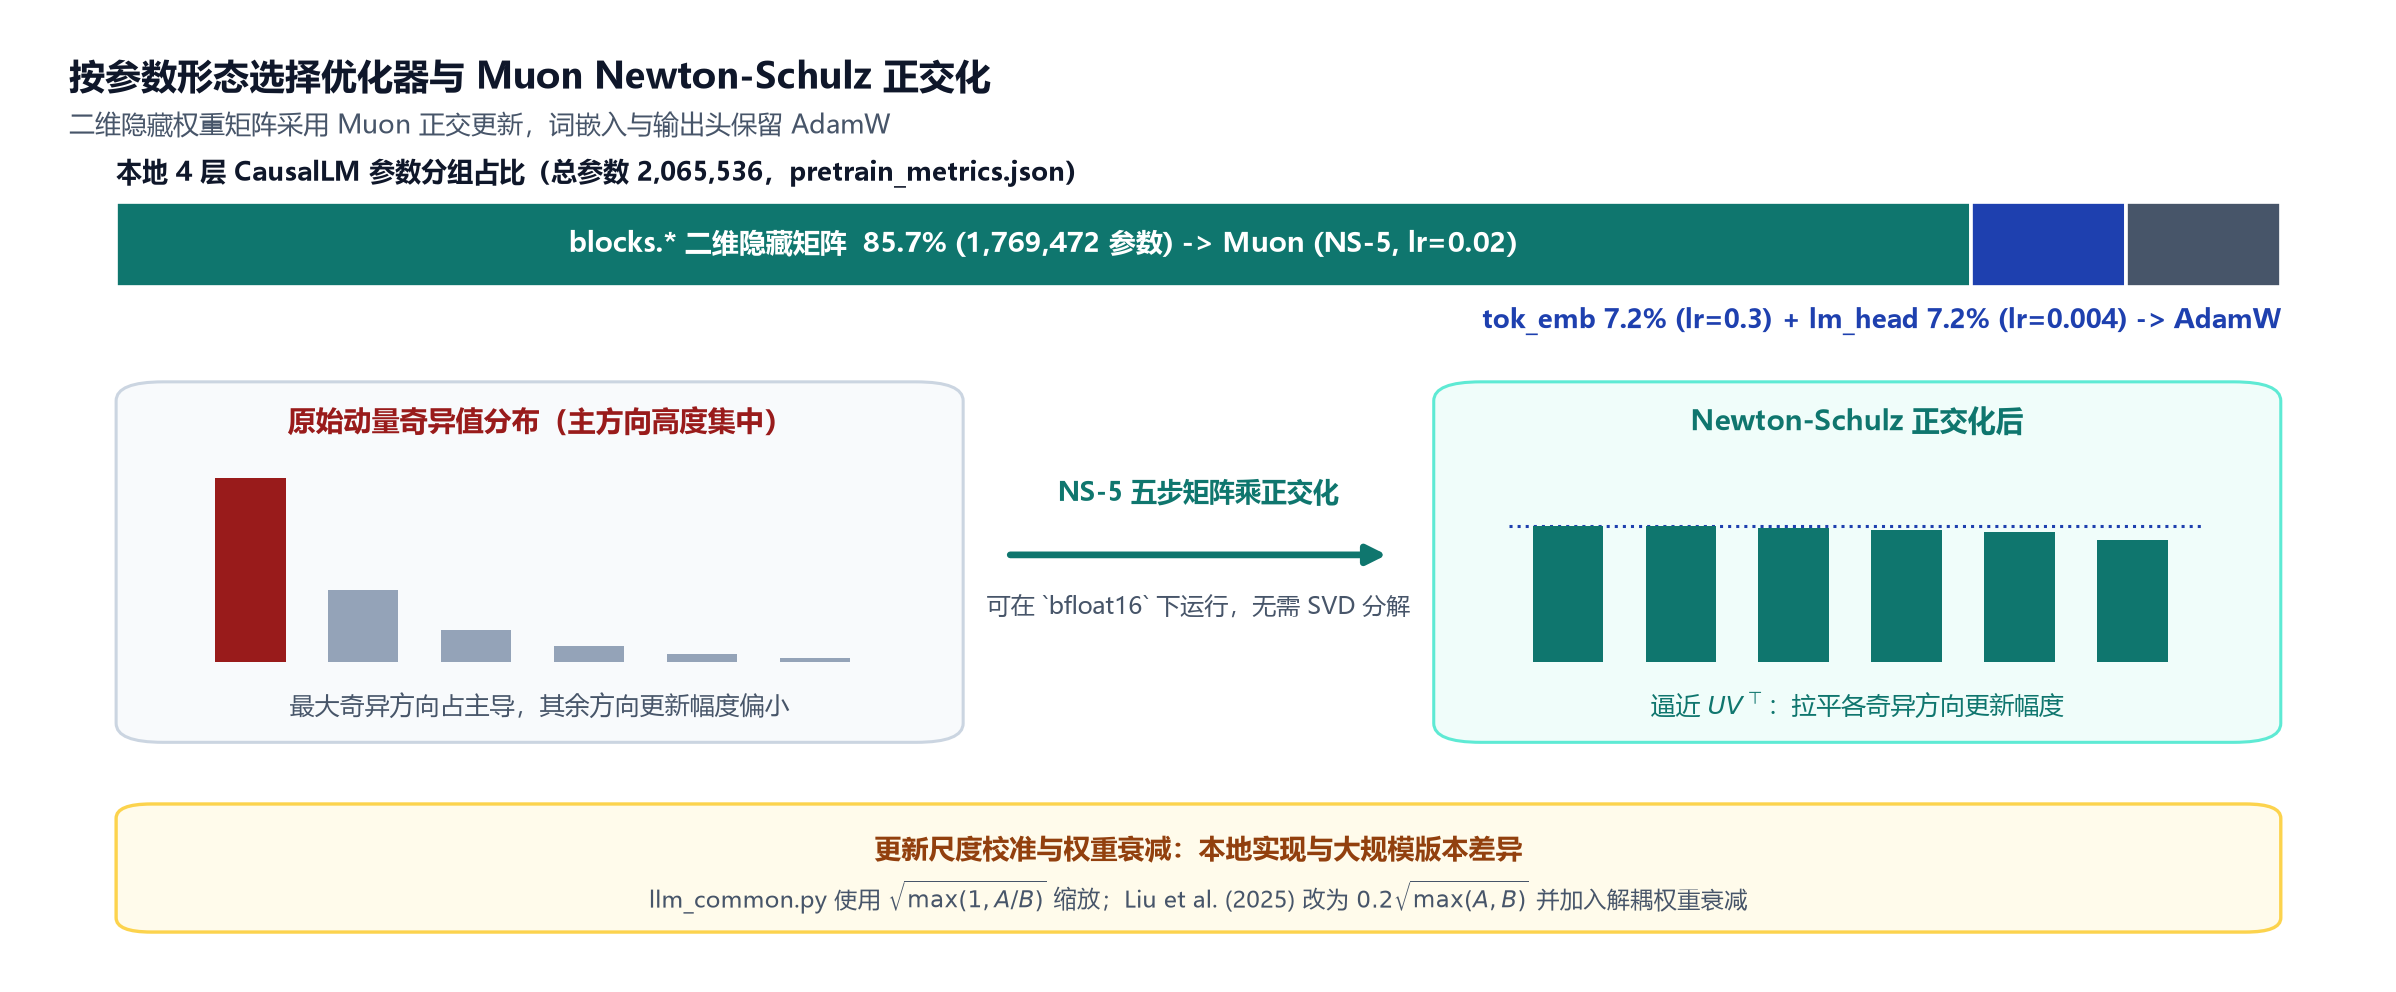 按参数形态选择优化器与 Muon Newton-Schulz 正交化
二维隐藏权重矩阵采用 Muon 正交更新，词嵌入与输出头保留 AdamW
本地 4 层 CausalLM 参数分组占比（总参数 2,065,536，pretrain_metrics.json）
blocks.* 二维隐藏矩阵 85.7% (1,769,472 参数) -> Muon (NS-5, lr=0.02)
tok_emb 7.2% (lr=0.3) + lm_head 7.2% (lr=0.004) -> AdamW
原始动量奇异值分布（主方向高度集中）
最大奇异方向占主导，其余方向更新幅度偏小
NS-5 五步矩阵乘正交化
可在 `bfloat16` 下运行，无需 SVD 分解
Newton-Schulz 正交化后
逼近 UV⊤：拉平各奇异方向更新幅度
更新尺度校准与权重衰减：本地实现与大规模版本差异
llm_common.py 使用 √max(1, A/B) 缩放；Liu et al. (2025) 改为 0.2√max(A, B) 并加入解耦权重衰减